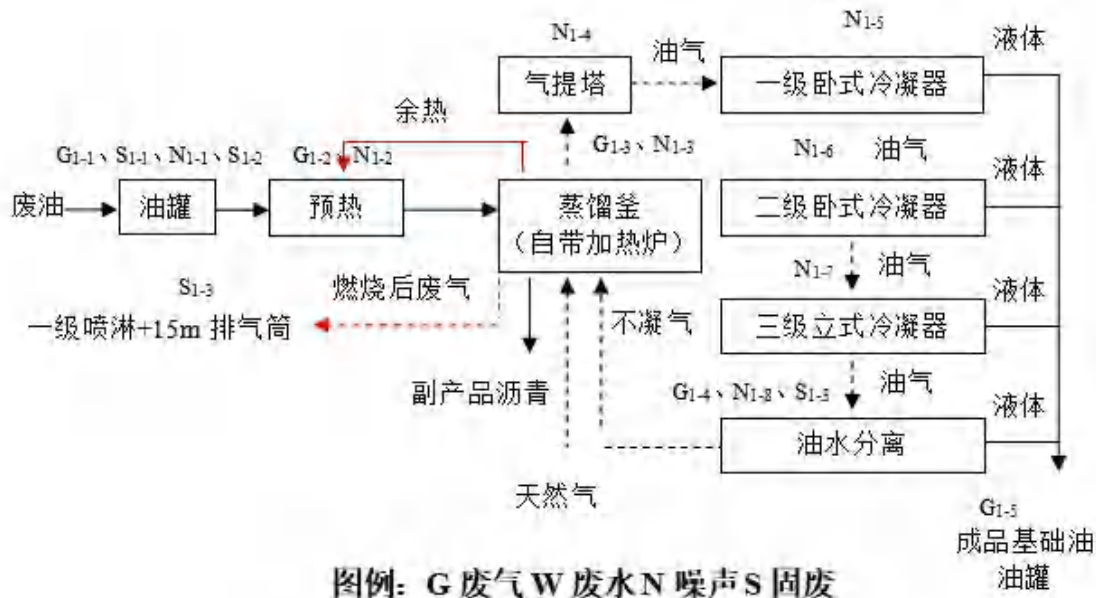 N1-4
油气
N1-5
液体
气提塔
一级卧式冷凝器
余热
G1-1、S1-1、N1-1、S1-2
G1-2
N1-2
G1-3、N1-3
N1-6
油气
液体
废油
油罐
预热
蒸馏釜
(自带加热炉)
二级卧式冷凝器
N1-7
油气
液体
S1-3
燃烧后废气
不凝气
一级喷淋+15m 排气筒
三级立式冷凝器
油气
副产品沥青
G1-4、N1-8、S1-3
液体
油水分离
天然气
G1-5
成品基础油
油罐
图例：G 废气 W 废水 N 噪声 S 固废